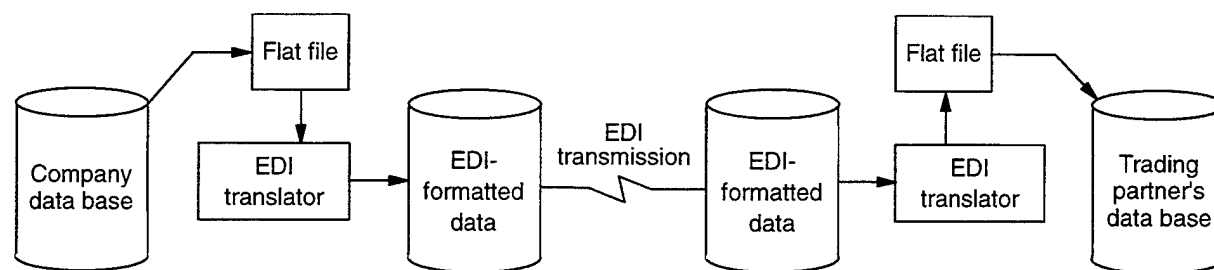 Flat file
Company
data base
EDI
translator
EDI-
formatted
data
EDI
transmission
EDI-
formatted
data
Flat file
EDI
translator
Trading
partner's
data base